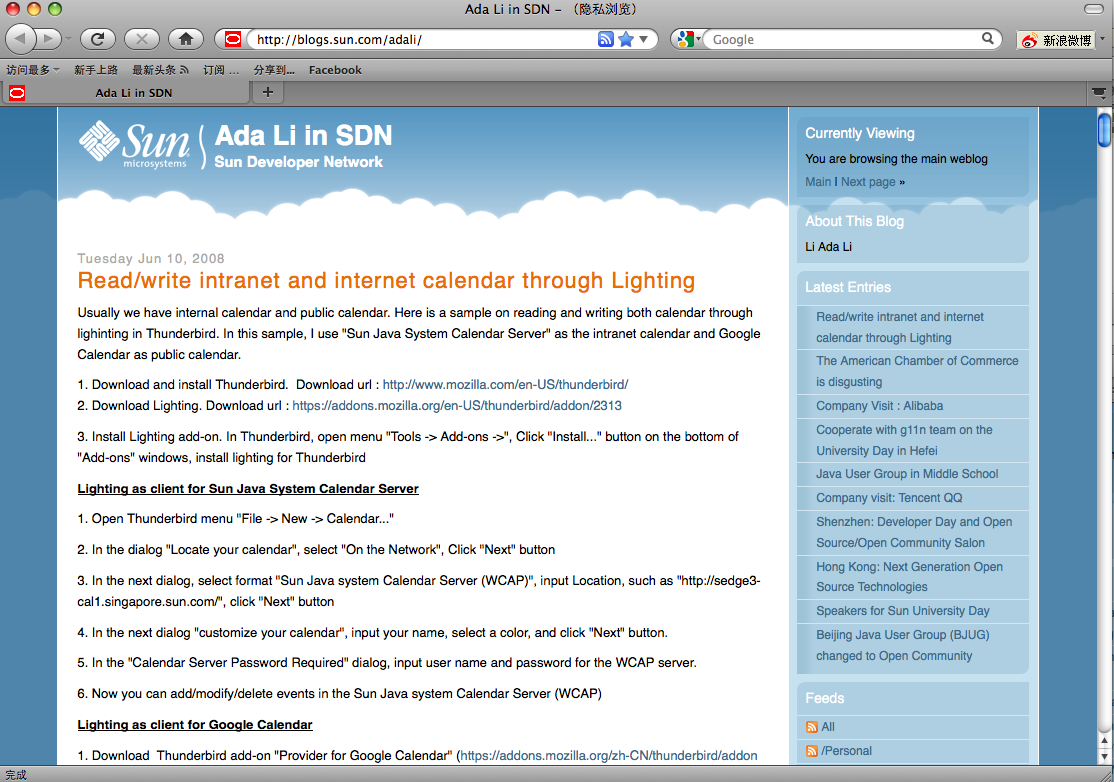 Ada Li in SDN – （隐私浏览）
http://blogs.sun.com/adali/
Google
新浪微博
访问最多
新手上路
最新头条
订阅 ...
分享到...
Facebook
Ada Li in SDN
Sun microsystems
Ada Li in SDN
Sun Developer Network
Tuesday Jun 10, 2008
Read/write intranet and internet calendar through Lighting
Usually we have internal calendar and public calendar. Here is a sample on reading and writing both calendar through
lighinting in Thunderbird. In this sample, I use "Sun Java System Calendar Server" as the intranet calendar and Google
Calendar as public calendar.
1. Download and install Thunderbird.  Download url : http://www.mozilla.com/en-US/thunderbird/
2. Download Lighting. Download url : https://addons.mozilla.org/en-US/thunderbird/addon/2313
3. Install Lighting add-on. In Thunderbird, open menu "Tools -> Add-ons ->", Click "Install..." button on the bottom of
"Add-ons" windows, install lighting for Thunderbird
Lighting as client for Sun Java System Calendar Server
1. Open Thunderbird menu "File -> New -> Calendar..."
2. In the dialog "Locate your calendar", select "On the Network", Click "Next" button
3. In the next dialog, select format "Sun Java system Calendar Server (WCAP)", input Location, such as "http://sedge3-
cal1.singapore.sun.com/", click "Next" button
4. In the next dialog "customize your calendar", input your name, select a color, and click "Next" button.
5. In the "Calendar Server Password Required" dialog, input user name and password for the WCAP server.
6. Now you can add/modify/delete events in the Sun Java system Calendar Server (WCAP)
Lighting as client for Google Calendar
1. Download  Thunderbird add-on "Provider for Google Calendar" (https://addons.mozilla.org/zh-CN/thunderbird/addon
Currently Viewing
You are browsing the main weblog
Main | Next page »
About This Blog
Li Ada Li
Latest Entries
Read/write intranet and internet
calendar through Lighting
The American Chamber of Commerce
is disgusting
Company Visit : Alibaba
Cooperate with g11n team on the
University Day in Hefei
Java User Group in Middle School
Company visit: Tencent QQ
Shenzhen: Developer Day and Open
Source/Open Community Salon
Hong Kong: Next Generation Open
Source Technologies
Speakers for Sun University Day
Beijing Java User Group (BJUG)
changed to Open Community
Feeds
All
/Personal
完成